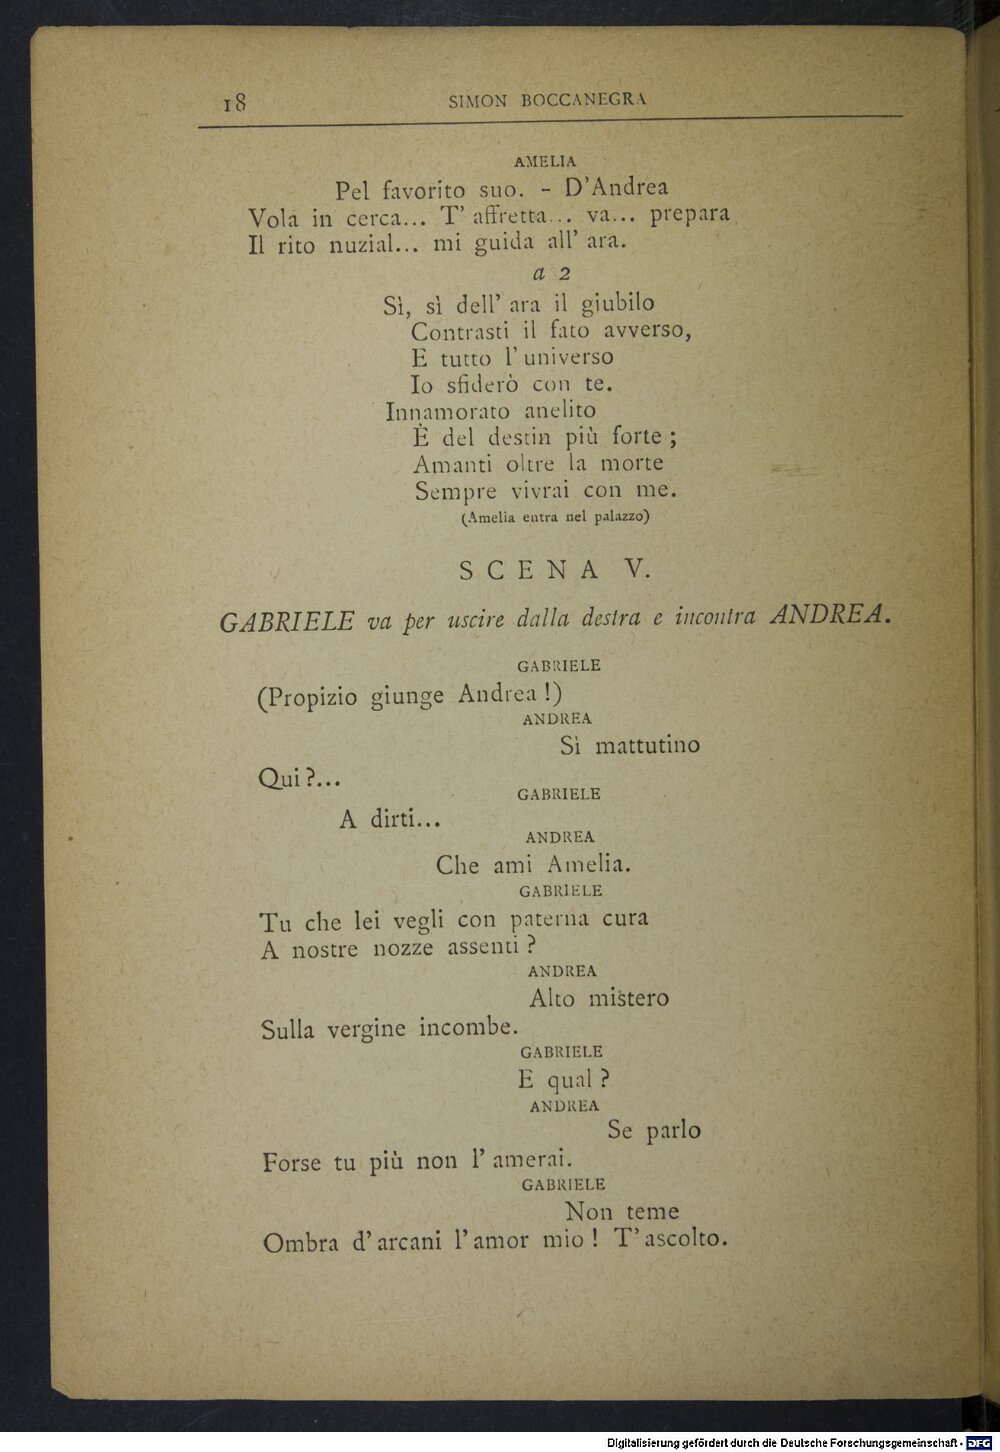 18 SIMON BOCCANEGRA
AMELIA
Pel favorito suo. - D'Andrea
Vola in cerca... T' affretta... va... prepara
Il rito nuzial... mi guida all' ara.
a 2
Sì, sì dell' ara il giubilo
Contrasti il fato avverso,
E tutto l' universo
Io sfiderò con te.
Innamorato anelito
È del destin più forte ;
Amanti oltre la morte
Sempre vivrai con me.
(Amelia entra nel palazzo)
SCENA V.
GABRIELE va per uscire dalla destra e incontra ANDREA.
GABRIELE
(Propizio giunge Andrea !)
ANDREA
Sì mattutino
Qui ?...
GABRIELE
A dirti...
ANDREA
Che ami Amelia.
GABRIELE
Tu che lei vegli con paterna cura
A nostre nozze assenti ?
ANDREA
Alto mistero
Sulla vergine incombe.
GABRIELE
E qual ?
ANDREA
Se parlo
Forse tu più non l' amerai.
GABRIELE
Non teme
Ombra d' arcani l' amor mio ! T' ascolto.
Digitalisierung gefördert durch die Deutsche Forschungsgemeinschaft - DFG